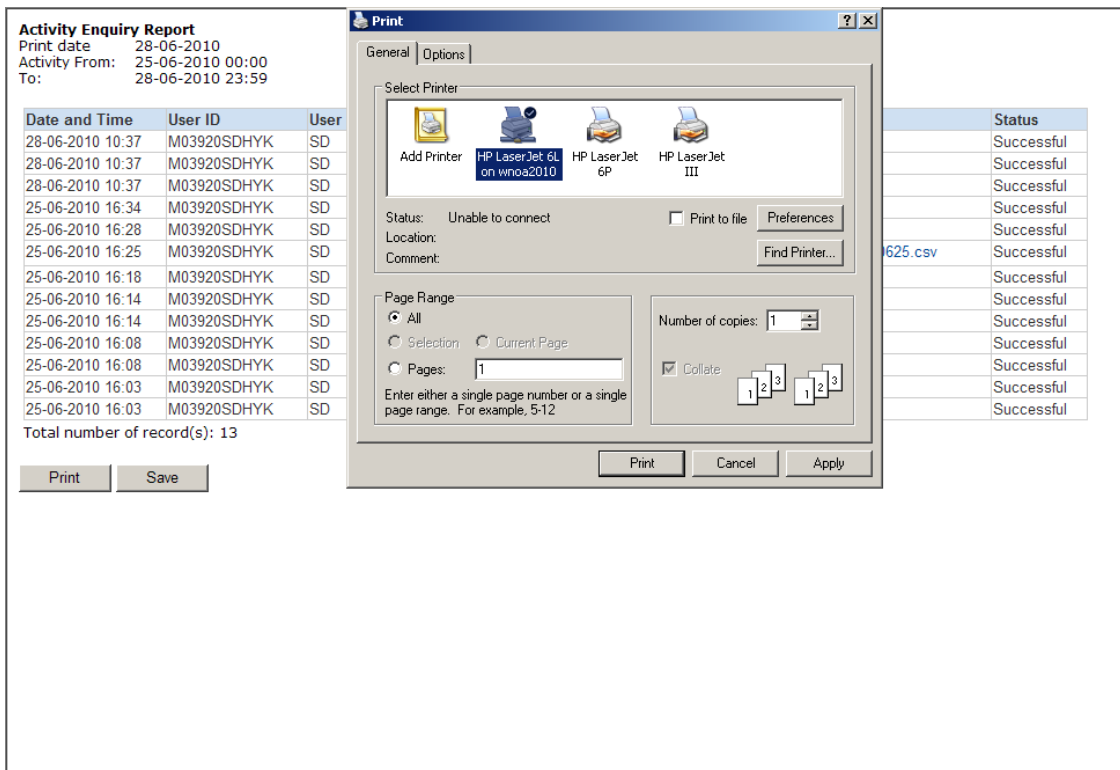 Activity Enquiry Report
Print date 28-06-2010
Activity From: 25-06-2010 00:00
To: 28-06-2010 23:59
Date and Time User ID User Status
28-06-2010 10:37 M03920SDHYK SD Successful
28-06-2010 10:37 M03920SDHYK SD Successful
28-06-2010 10:37 M03920SDHYK SD Successful
25-06-2010 16:34 M03920SDHYK SD Successful
25-06-2010 16:28 M03920SDHYK SD Successful
25-06-2010 16:25 M03920SDHYK SD 0625.csv Successful
25-06-2010 16:18 M03920SDHYK SD Successful
25-06-2010 16:14 M03920SDHYK SD Successful
25-06-2010 16:14 M03920SDHYK SD Successful
25-06-2010 16:08 M03920SDHYK SD Successful
25-06-2010 16:08 M03920SDHYK SD Successful
25-06-2010 16:03 M03920SDHYK SD Successful
25-06-2010 16:03 M03920SDHYK SD Successful
Total number of record(s): 13
Print Save
Print
General Options
Select Printer
Add Printer HP LaserJet 6L HP LaserJet HP LaserJet
on wnoa2010 6P III
Status: Unable to connect Print to file Preferences
Location:
Comment: Find Printer...
Page Range
All Number of copies: 1
Selection Current Page
Pages: 1 Collate
Enter either a single page number or a single
page range. For example, 5-12
1 2 3 1 2 3
Print Cancel Apply